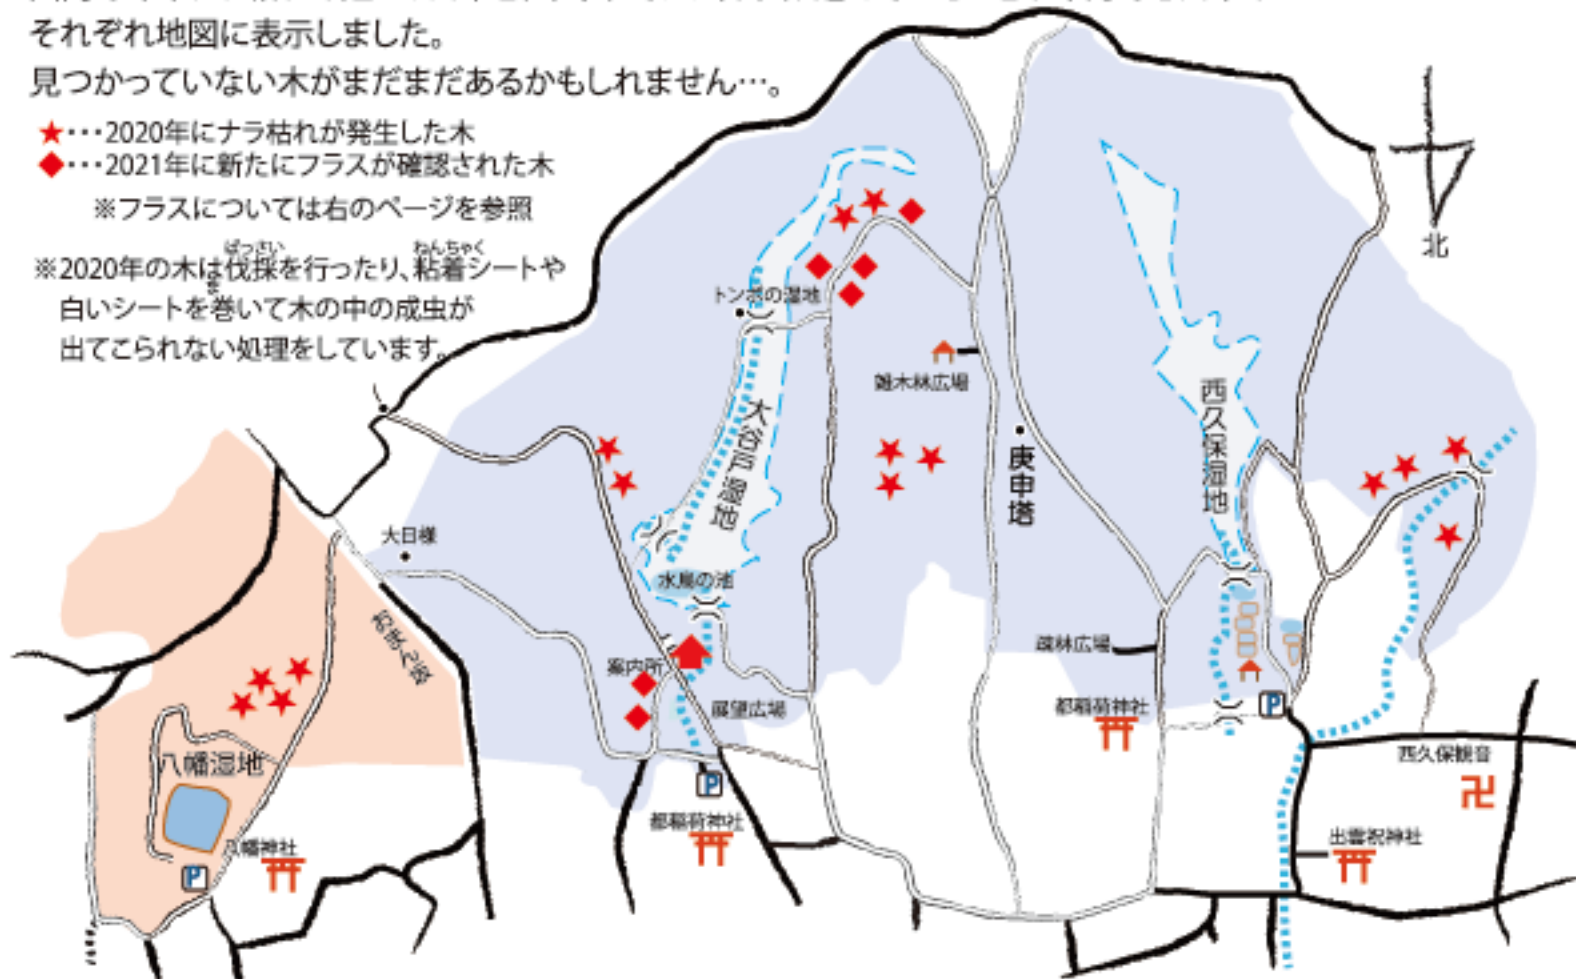 それぞれ地図に表示しました。
見つかっていない木がまだまだあるかもしれません…。
★・・・2020年にナラ枯れが発生した木
◆・・・2021年に新たにフラスが確認された木
※フラスについては右のページを参照
※2020年の木は伐採を行ったり、粘着シートや
ばっさい
ねんちゃく
白いシートを巻いて木の中の成虫が
ま
出てこられない処理をしています。
北
トンボの湿地
雑木林広場
大谷戸湿地
西久保湿地
庚申塔
大日様
水鳥の池
案内所
展望広場
疎林広場
都稲荷神社
P
西久保観音
八幡湿地
P
都稲荷神社
出雲祝神社
八幡神社
P